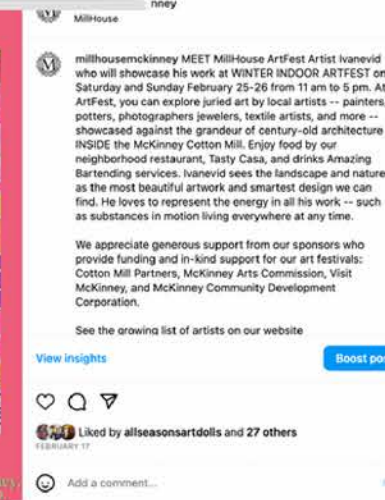 nney
MillHouse
millhousemckinney MEET MillHouse ArtFest Artist Ivanevid
who will showcase his work at WINTER INDOOR ARTFEST on
Saturday and Sunday February 25-26 from 11 am to 5 pm. At
ArtFest, you can explore juried art by local artists -- painters,
potters, photographers jewelers, textile artists, and more --
showcased against the grandeur of century-old architecture
INSIDE the McKinney Cotton Mill. Enjoy food by our
neighborhood restaurant, Tasty Casa, and drinks Amazing
Bartending services. Ivanevid sees the landscape and nature
as the most beautiful artwork and smartest design we can
find. He loves to represent the energy in all his work -- such
as substances in motion living everywhere at any time.
We appreciate generous support from our sponsors who
provide funding and in-kind support for our art festivals:
Cotton Mill Partners, McKinney Arts Commission, Visit
McKinney, and McKinney Community Development
Corporation.
See the growing list of artists on our website
View insights
Boost pos
Liked by allseasonsartdolls and 27 others
FEBRUARY 17
Add a comment...